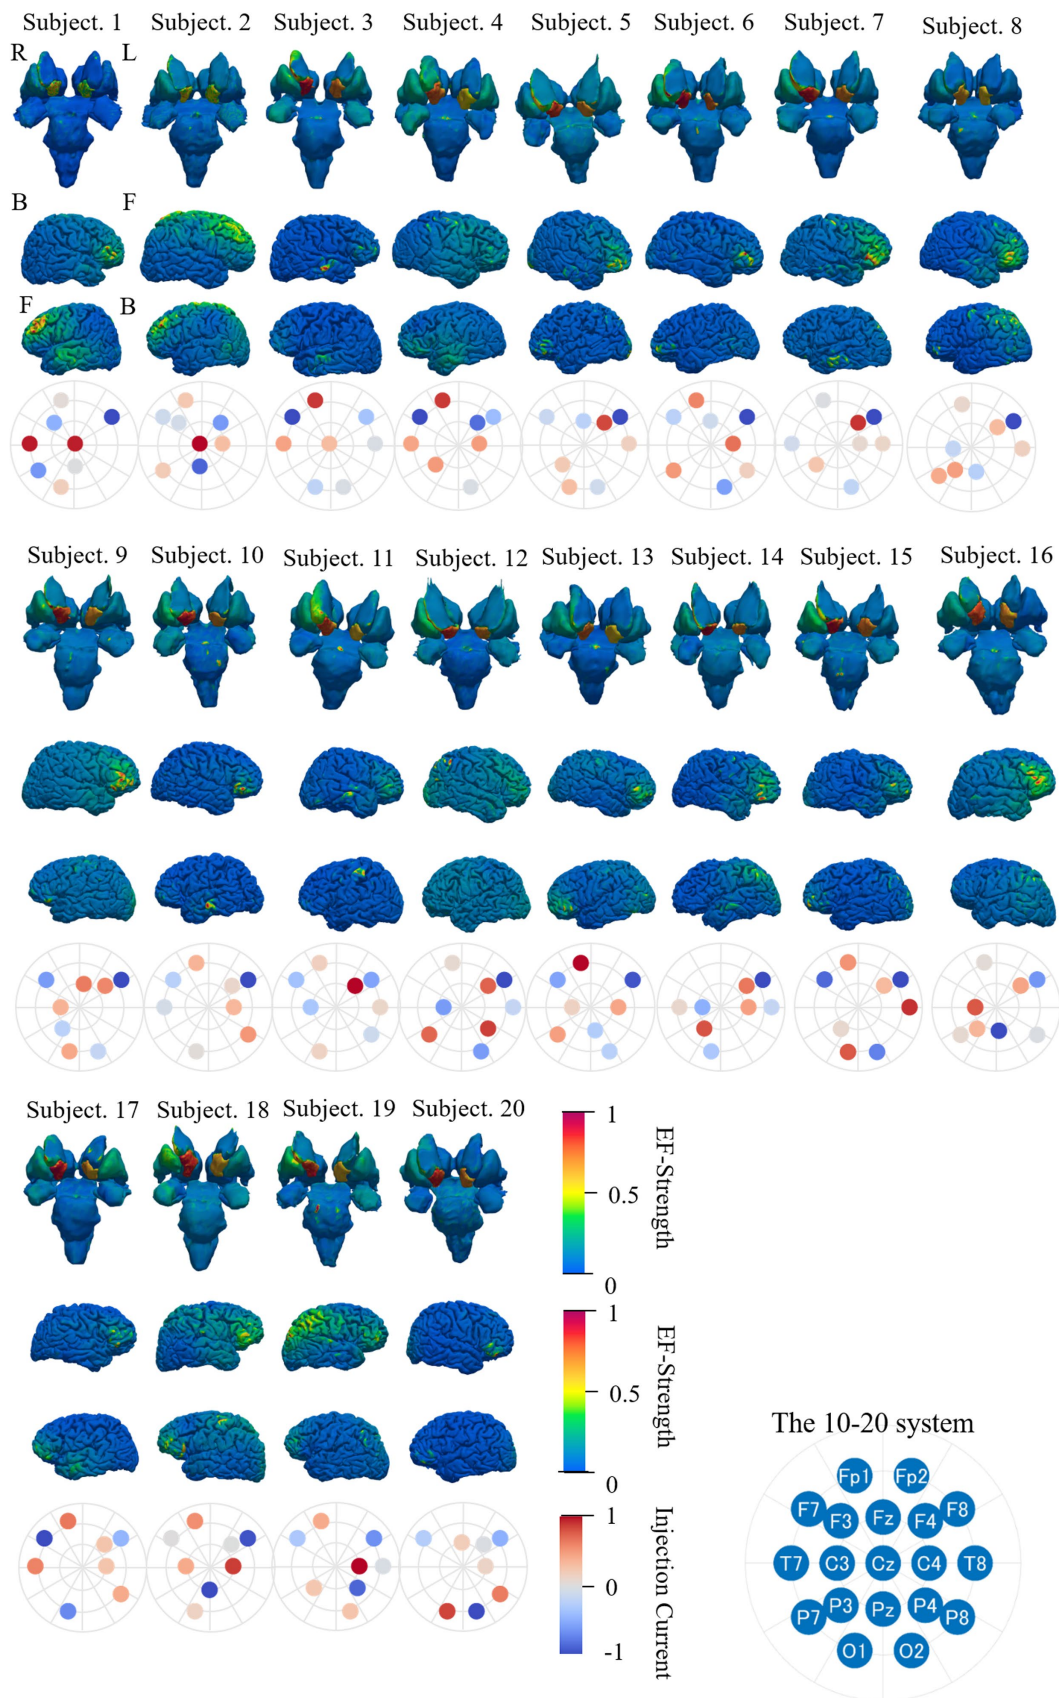 Subject. 1 Subject. 2 Subject. 3 Subject. 4 Subject. 5 Subject. 6 Subject. 7 Subject. 8
R L
B F
F B
Subject. 9 Subject. 10 Subject. 11 Subject. 12 Subject. 13 Subject. 14 Subject. 15 Subject. 16
Subject. 17 Subject. 18 Subject. 19 Subject. 20
1
0.5
0
EF-Strength
1
0.5
0
EF-Strength
1
0
-1
Injection Current
The 10-20 system
Fp1 Fp2
F7 F3 Fz F4 F8
T7 C3 Cz C4 T8
P7 P3 Pz P4 P8
O1 O2